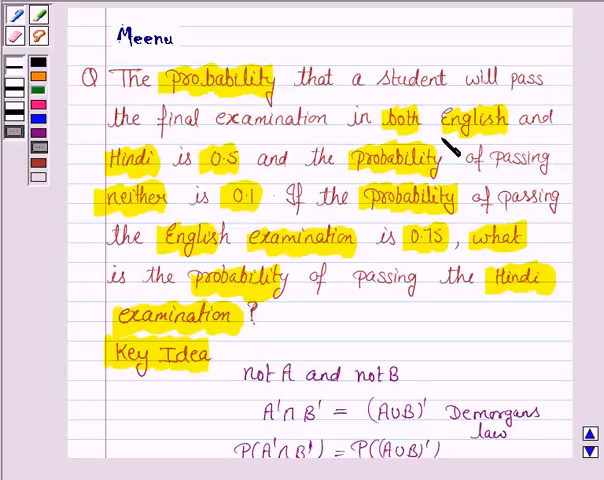 Meenu
Q The probability that a student will pass
the final examination in both English and
Hindi is 0.5 and the probability of passing
neither is 0.1 If the probability of passing
the English examination is 0.75, what
is the probability of passing the Hindi
examination?
Key Idea
not A and not B
A'∩B' = (A∪B)' Demorgans
law
P(A'∩B') = P((A∪B)')